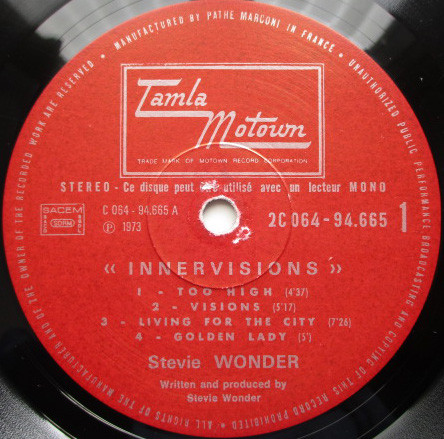 MANUFACTURED BY PATHE MARCONI IN FRANCE • UNAUTHORIZED PUBLIC PERFORMANCE BROADCASTING AND COPYING OF THIS RECORD PROHIBITED • ALL RIGHTS OF THE MANUFACTURER AND OF THE OWNER OF THE RECORDED WORK ARE RESERVED •
Tamla
Motown
TRADE MARK OF MOTOWN RECORD CORPORATION
STEREO - Ce disque peut être utilisé avec un lecteur MONO
SACEM
SDRM
C 064 - 94.665 A
℗ 1973
2C 064-94.665 1
« INNERVISIONS »
1 - TOO HIGH (4'37)
2 - VISIONS (5'17)
3 - LIVING FOR THE CITY (7'26)
4 - GOLDEN LADY (5')
Stevie WONDER
Written and produced by
Stevie Wonder